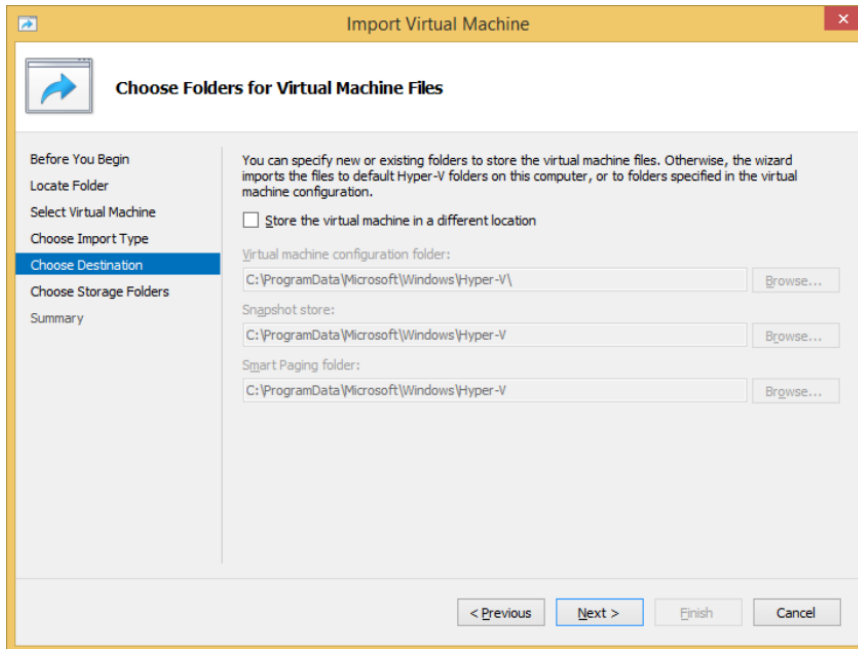 Import Virtual Machine
Choose Folders for Virtual Machine Files
Before You Begin
Locate Folder
Select Virtual Machine
Choose Import Type
Choose Destination
Choose Storage Folders
Summary
You can specify new or existing folders to store the virtual machine files. Otherwise, the wizard
imports the files to default Hyper-V folders on this computer, or to folders specified in the virtual
machine configuration.
Store the virtual machine in a different location
Virtual machine configuration folder:
C:\ProgramData\Microsoft\Windows\Hyper-V\
Browse...
Snapshot store:
C:\ProgramData\Microsoft\Windows\Hyper-V
Browse...
Smart Paging folder:
C:\ProgramData\Microsoft\Windows\Hyper-V
Browse...
< Previous
Next >
Finish
Cancel